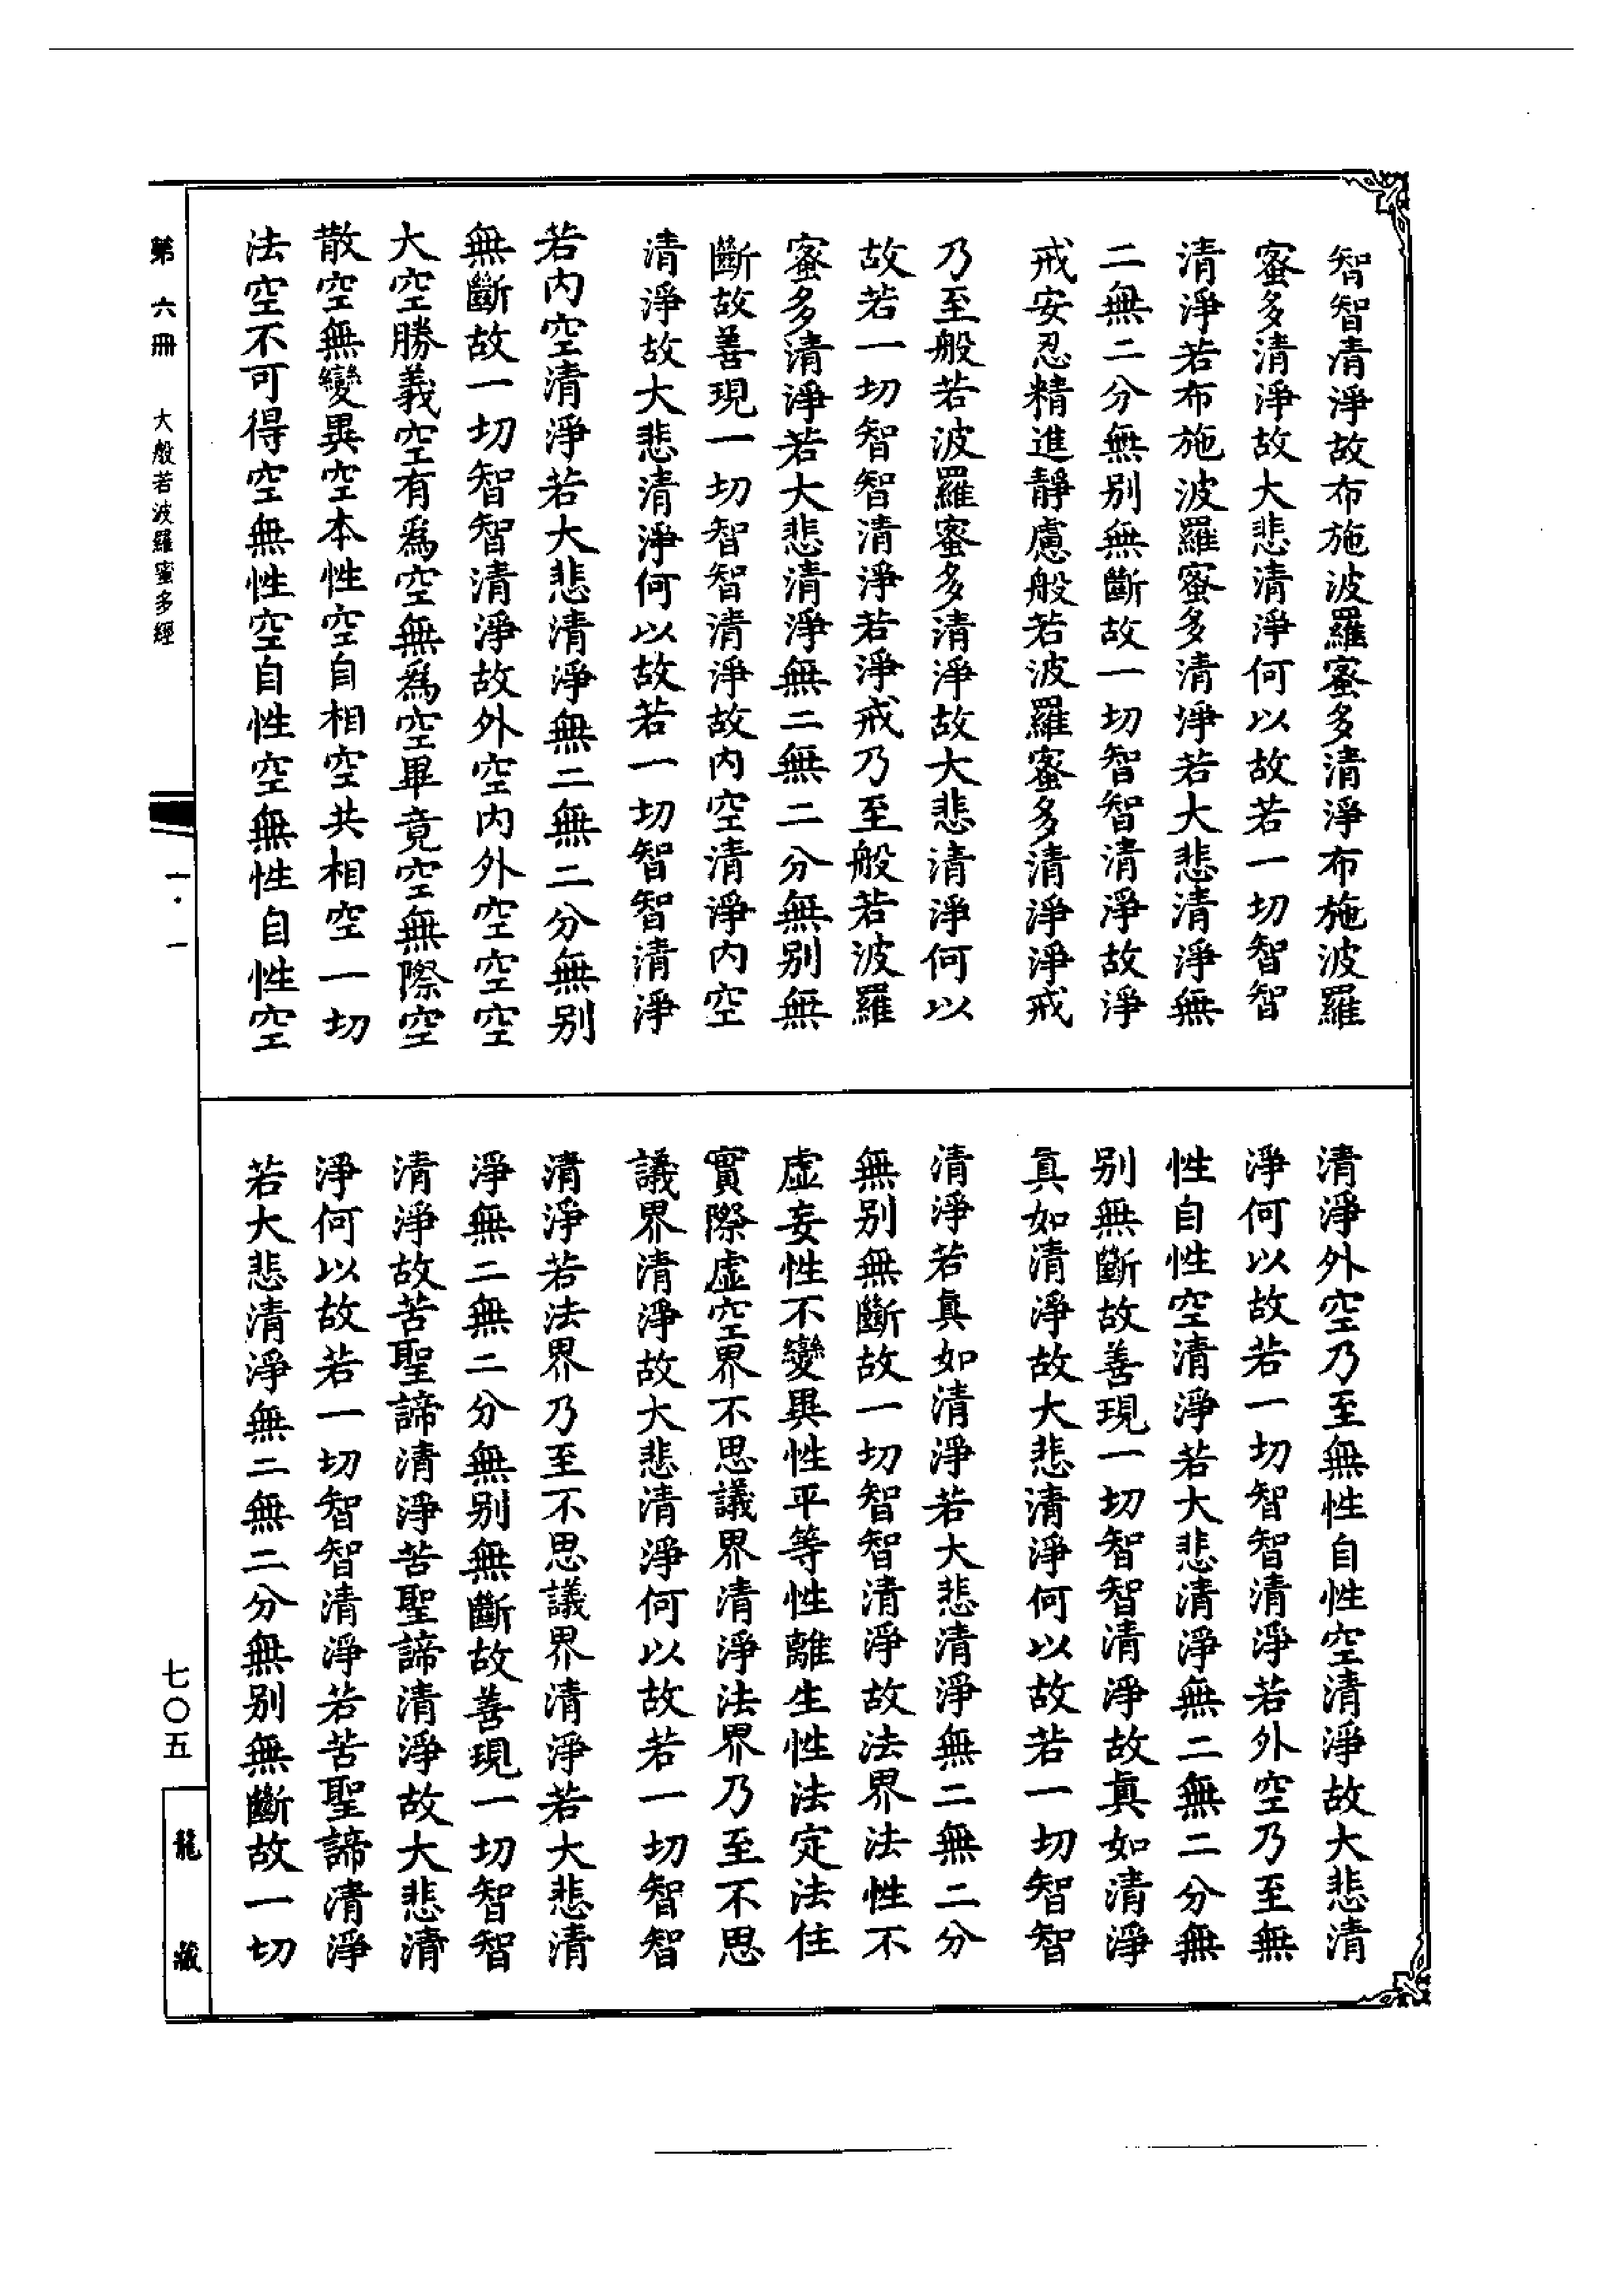 智智清淨故布施波羅蜜多清淨布施波羅
蜜多清淨故大悲清淨何以故若一切智智
清淨若布施波羅蜜多清淨若大悲清淨無
二無二分無別無斷故一切智智清淨故淨
戒安忍精進靜慮般若波羅蜜多清淨淨戒
乃至般若波羅蜜多清淨故大悲清淨何以
故若一切智智清淨若淨戒乃至般若波羅
蜜多清淨若大悲清淨無二無二分無別無
斷故善現一切智智清淨故內空清淨內空
清淨故大悲清淨何以故若一切智智清淨
若內空清淨若大悲清淨無二無二分無別
無斷故一切智智清淨故外空內外空空空
大空勝義空有為空無為空畢竟空無際空
散空無變異空本性空自相空共相空一切
法空不可得空無性空自性空無性自性空
清淨外空乃至無性自性空清淨故大悲清
淨何以故若一切智智清淨若外空乃至無
性自性空清淨若大悲清淨無二無二分無
別無斷故善現一切智智清淨故真如清淨
真如清淨故大悲清淨何以故若一切智智
清淨若真如清淨若大悲清淨無二無二分
無別無斷故一切智智清淨故法界法性不
虛妄性不變異性平等性離生性法定法住
實際虛空界不思議界清淨法界乃至不思
議界清淨故大悲清淨何以故若一切智智
清淨若法界乃至不思議界清淨若大悲清
淨無二無二分無別無斷故善現一切智智
清淨故苦聖諦清淨苦聖諦清淨故大悲清
淨何以故若一切智智清淨若苦聖諦清淨
若大悲清淨無二無二分無別無斷故一切
第六冊 大般若波羅蜜多經
一·一
七〇五
龍藏